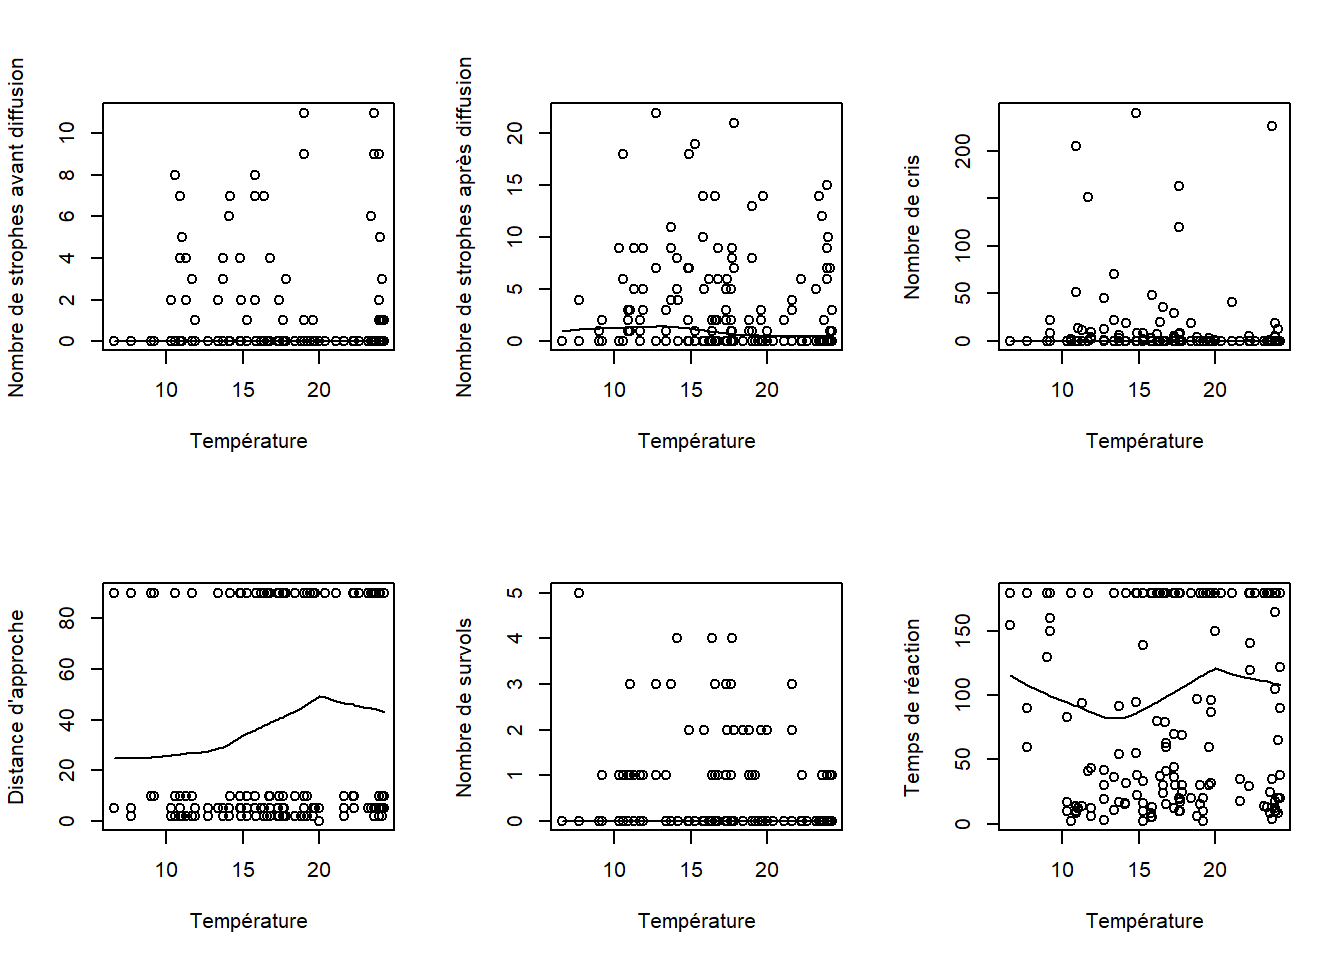 Nombre de strophes avant diffusion
0 2 4 6 8 10
10 15 20
Température
Nombre de strophes après diffusion
0 5 10 15 20
10 15 20
Température
Nombre de cris
0 50 100 200
10 15 20
Température
Distance d'approche
0 20 40 60 80
10 15 20
Température
Nombre de survols
0 1 2 3 4 5
10 15 20
Température
Temps de réaction
0 50 100 150
10 15 20
Température